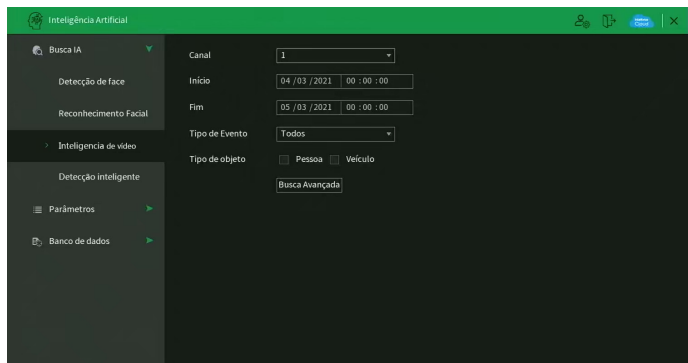 Inteligência Artificial
Busca IA
Detecção de face
Reconhecimento Facial
Inteligencia de vídeo
Detecção inteligente
Parâmetros
Banco de dados
Canal 1
Início 04 /03 /2021 00 : 00 : 00
Fim 05 /03 /2021 00 : 00 : 00
Tipo de Evento Todos
Tipo de objeto Pessoa Veículo
Busca Avançada